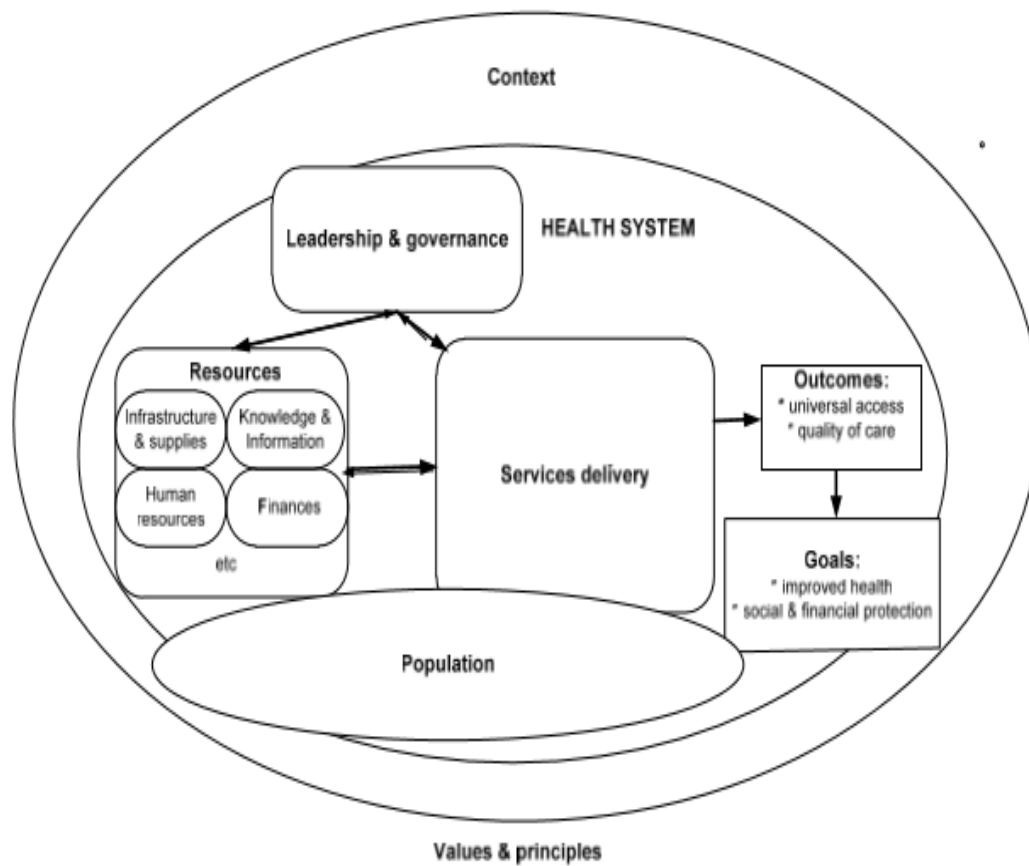 Context
Leadership & governance
HEALTH SYSTEM
Resources
Infrastructure
& supplies
Knowledge &
Information
Human
resources
Finances
etc
Services delivery
Outcomes:
* universal access
* quality of care
Goals:
* improved health
* social & financial protection
Population
Values & principles